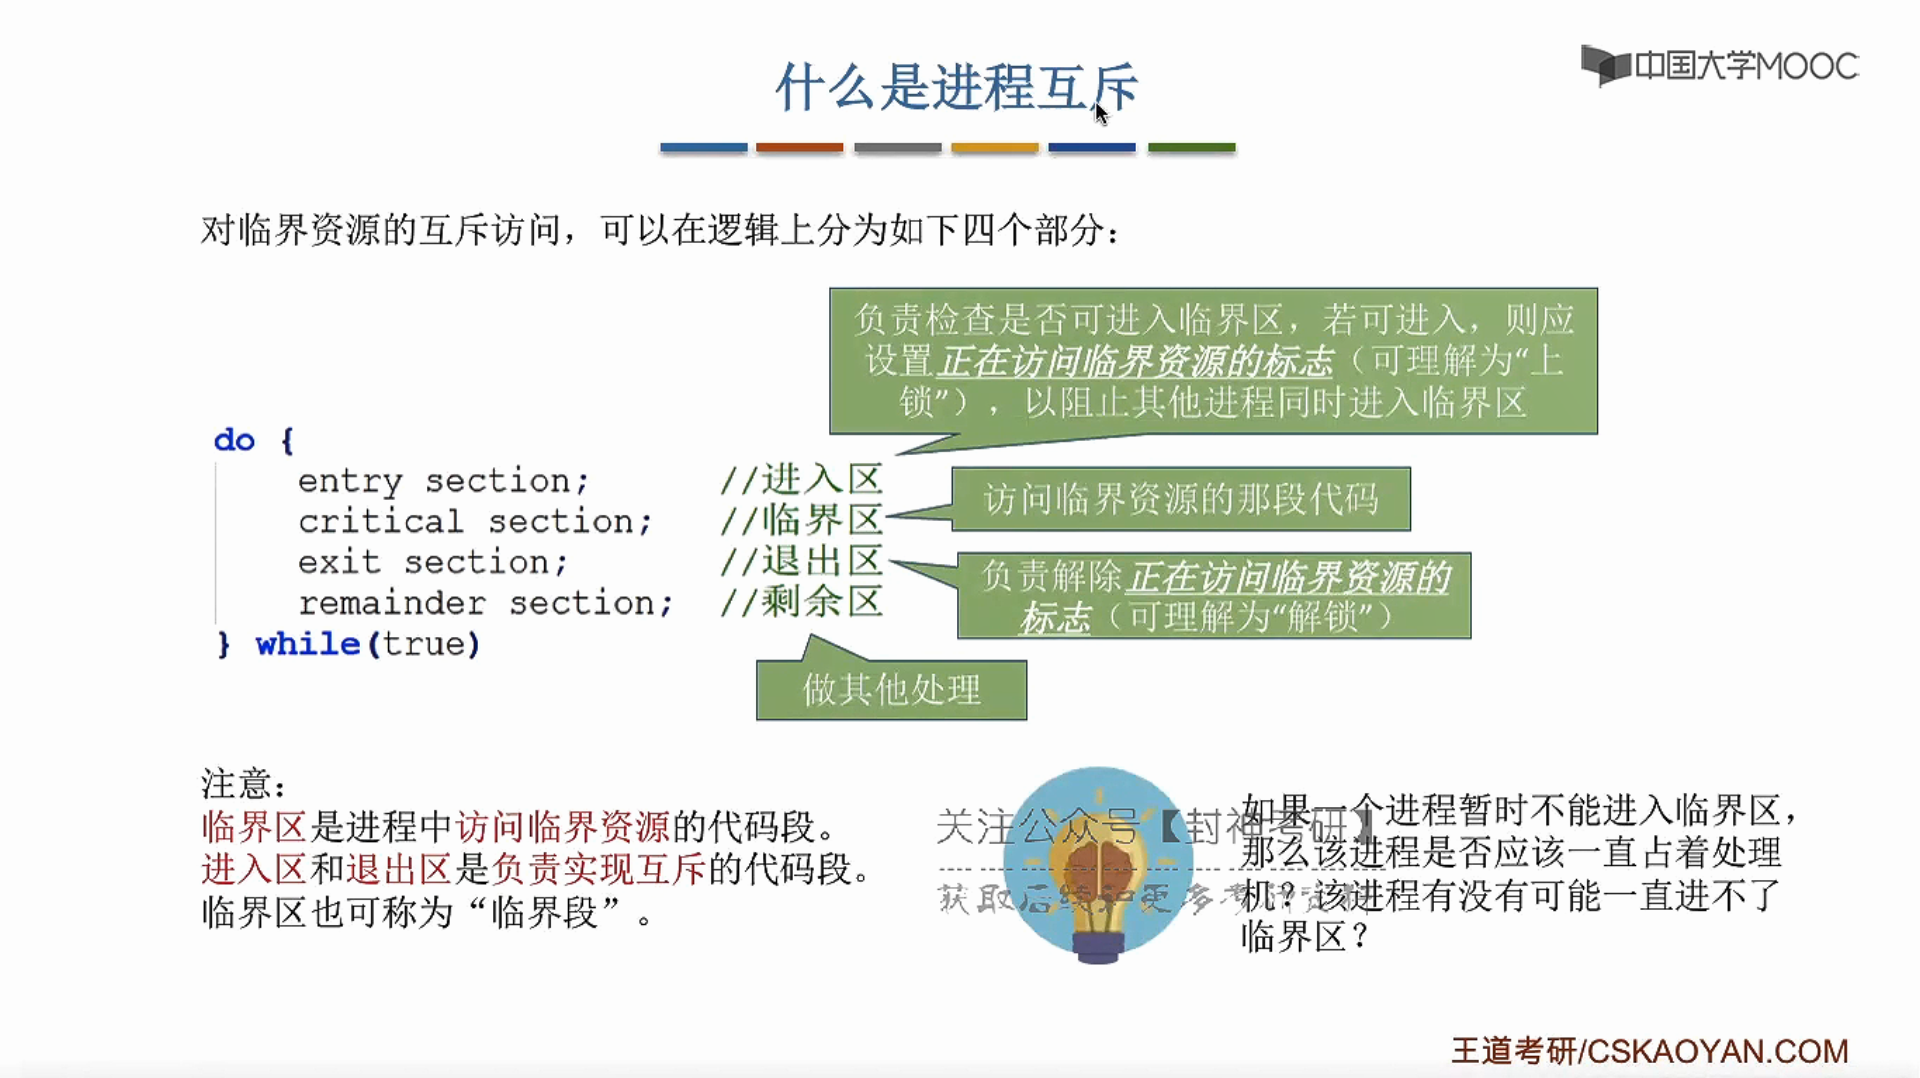 什么是进程互斥
中国大学MOOC
对临界资源的互斥访问，可以在逻辑上分为如下四个部分：
负责检查是否可进入临界区，若可进入，则应
设置正在访问临界资源的标志（可理解为“上
锁”），以阻止其他进程同时进入临界区
do {
entry section; //进入区
critical section; //临界区
exit section; //退出区
remainder section; //剩余区
} while(true)
访问临界资源的那段代码
负责解除正在访问临界资源的
标志（可理解为“解锁”）
做其他处理
注意：
临界区是进程中访问临界资源的代码段。
进入区和退出区是负责实现互斥的代码段。
临界区也可称为“临界段”。
关注公众号【封神考研】
获取后续和更多考研资料
如果一个进程暂时不能进入临界区，
那么该进程是否应该一直占着处理
机？该进程有没有可能一直进不了
临界区？
王道考研/CSKAOYAN.COM